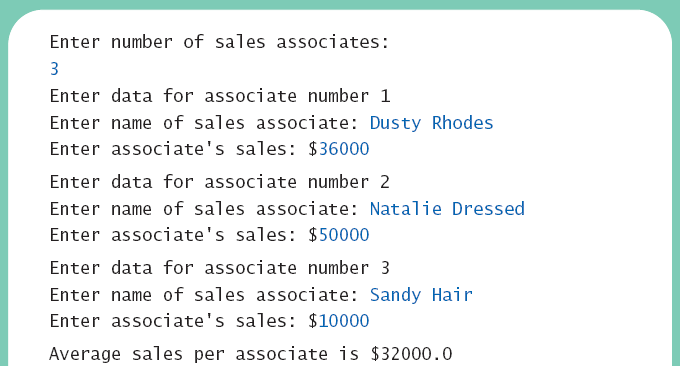 Enter number of sales associates:
3
Enter data for associate number 1
Enter name of sales associate: Dusty Rhodes
Enter associate's sales: $36000
Enter data for associate number 2
Enter name of sales associate: Natalie Dressed
Enter associate's sales: $50000
Enter data for associate number 3
Enter name of sales associate: Sandy Hair
Enter associate's sales: $10000
Average sales per associate is $32000.0